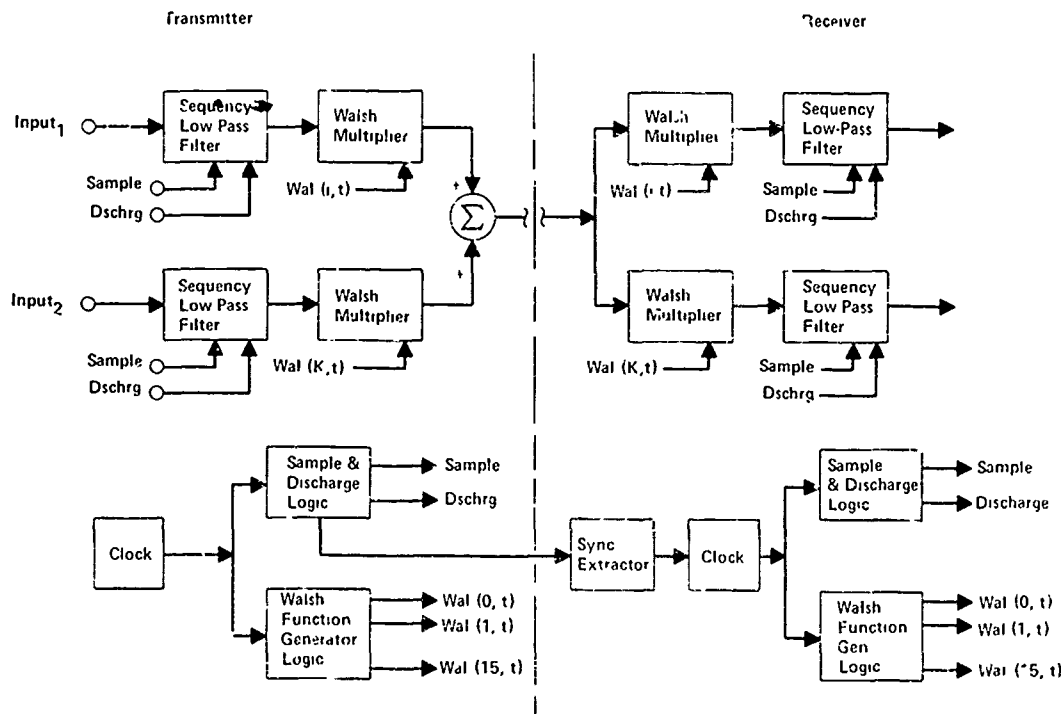 Transmitter
Receiver
Input1
Sequency
Low Pass
Filter
Walsh
Multiplier
Sample
Dschrg
Wal (i, t)
+
Σ
+
Walsh
Multiplier
Sequency
Low-Pass
Filter
Wal (i t)
Sample
Dschrg
Input2
Sequency
Low Pass
Filter
Walsh
Multiplier
Sample
Dschrg
Wal (K, t)
Walsh
Multiplier
Sequency
Low Pass
Filter
Wal (K, t)
Sample
Dschrg
Clock
Sample &
Discharge
Logic
Sample
Dschrg
Walsh
Function
Generator
Logic
Wal (0, t)
Wal (1, t)
Wal (15, t)
Sync
Extractor
Clock
Sample
& Discharge
Logic
Sample
Discharge
Walsh
Function
Gen
Logic
Wal (0, t)
Wal (1, t)
Wal (15, t)